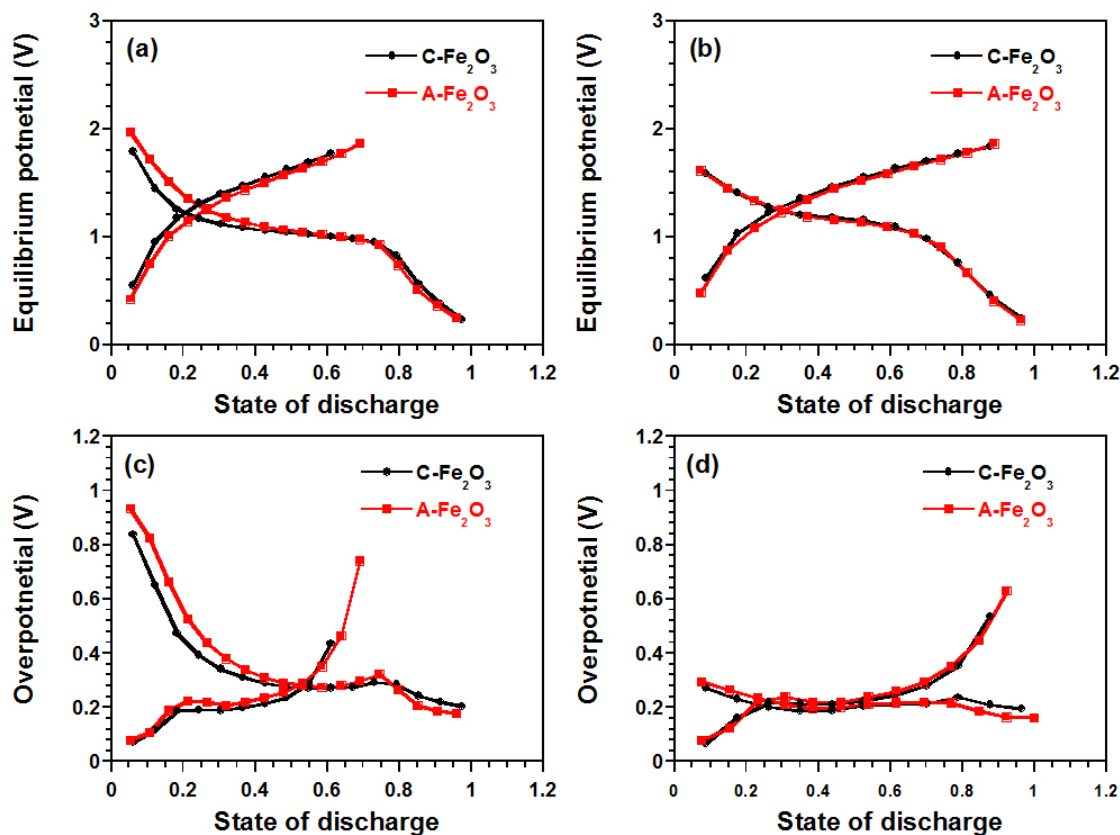 (a)
C-Fe₂O₃
A-Fe₂O₃
Equilibrium potnetial (V)
3
2
1
0
0 0.2 0.4 0.6 0.8 1 1.2
State of discharge
(b)
C-Fe₂O₃
A-Fe₂O₃
Equilibrium potnetial (V)
3
2
1
0
0 0.2 0.4 0.6 0.8 1 1.2
State of discharge
(c)
C-Fe₂O₃
A-Fe₂O₃
Overpotnetial (V)
1.2
1
0.8
0.6
0.4
0.2
0
0 0.2 0.4 0.6 0.8 1 1.2
State of discharge
(d)
C-Fe₂O₃
A-Fe₂O₃
Overpotnetial (V)
1.2
1
0.8
0.6
0.4
0.2
0
0 0.2 0.4 0.6 0.8 1 1.2
State of discharge